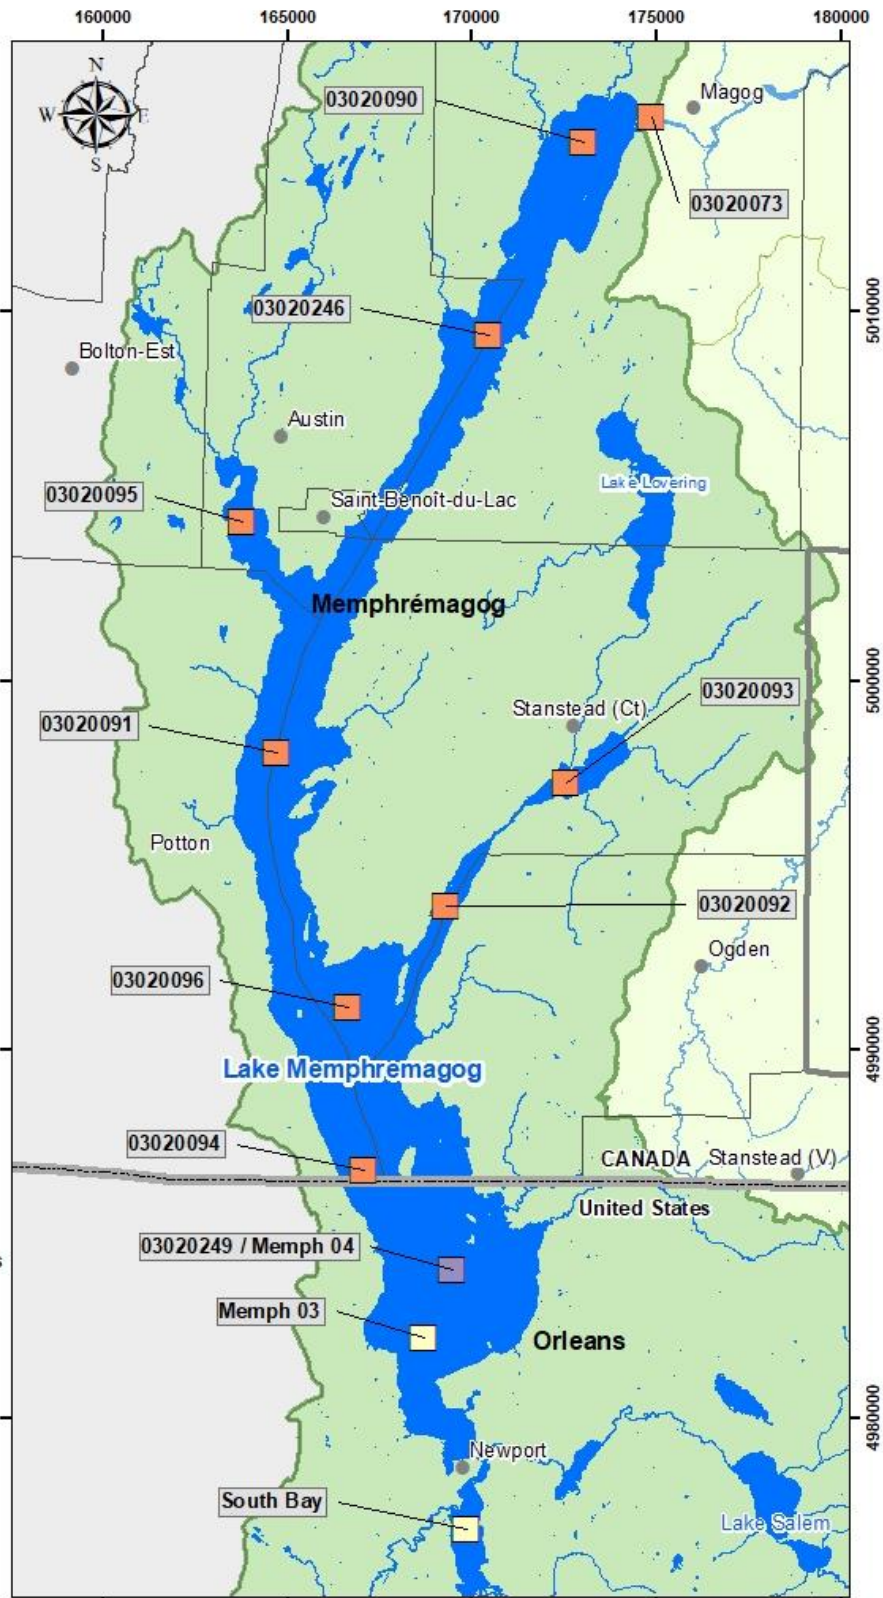 160000
165000
170000
175000
180000
N
W E
S
03020090
Magog
03020073
03020246
5010000
Bolton-Est
Austin
Lake Lovering
03020095
Saint-Benoît-du-Lac
Memphrémagog
5000000
03020093
Stanstead (Ct)
03020091
Potton
03020092
Ogden
03020096
4990000
Lake Memphremagog
03020094
CANADA
Stanstead (V)
United States
03020249 / Memph 04
Memph 03
Orleans
4980000
Newport
South Bay
Lake Salem